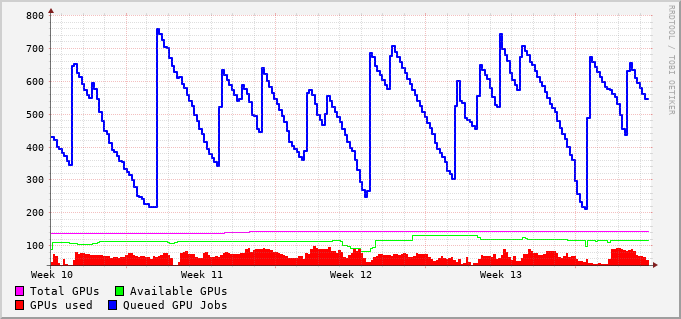 800
700
600
500
400
300
200
100
Week 10 Week 11 Week 12 Week 13
Total GPUs Available GPUs
GPUs used Queued GPU Jobs
RRDTOOL / TOBI OETIKER